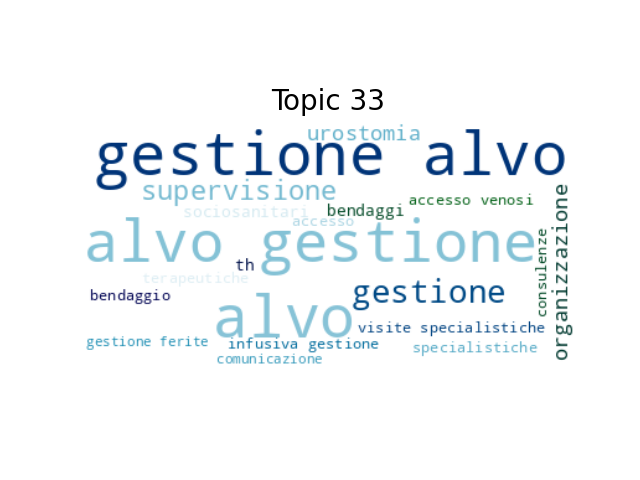 Topic 33
urostomia
gestione alvo
supervisione
accesso venosi
sociosanitari
bendaggi
accesso
alvo gestione
th
terapeutiche
bendaggio
gestione
consulenze
organizzazione
alvo
visite specialistiche
gestione ferite
infusiva gestione
specialistiche
comunicazione